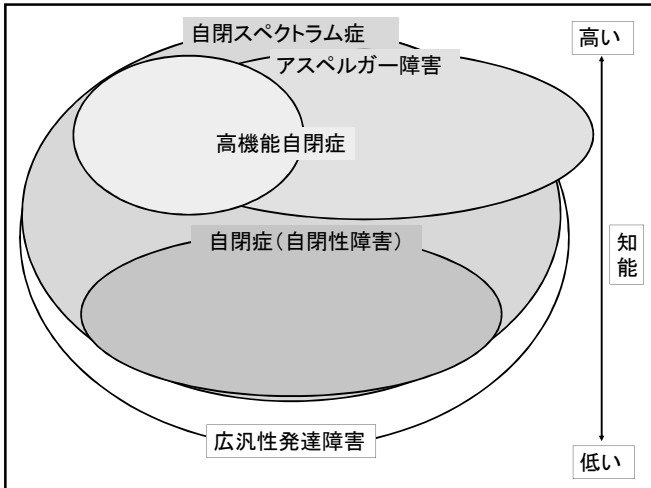 自閉スペクトラム症
高い
アスペルガー障害
高機能自閉症
自閉症（自閉性障害）
知
能
広汎性発達障害
低い